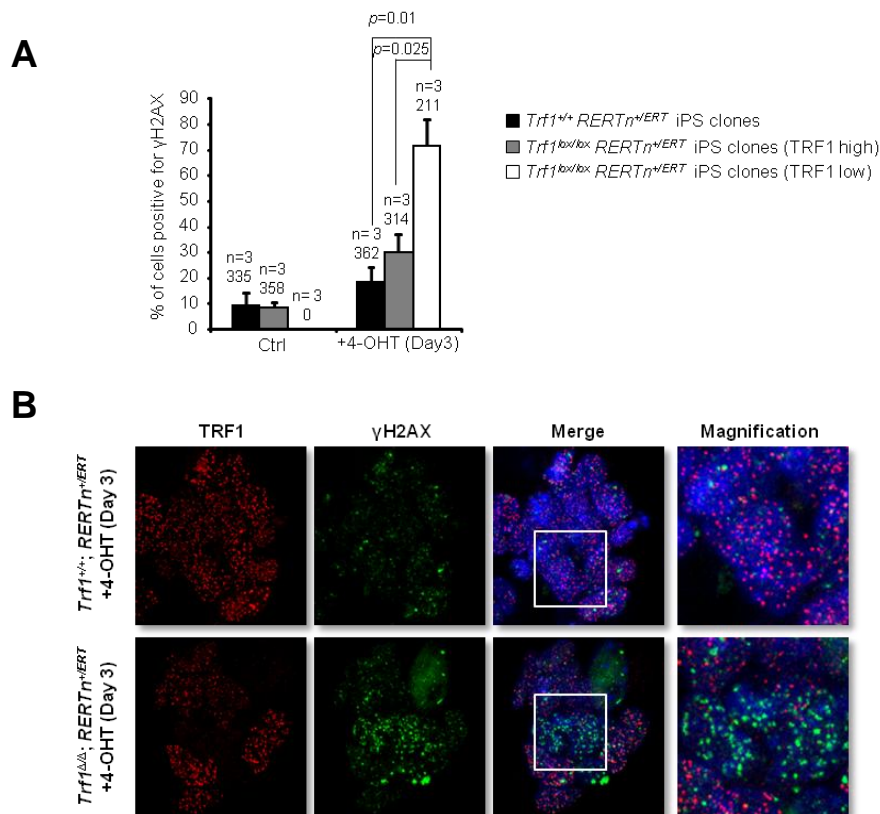 A
p=0.01
p=0.025
% of cells positive for γH2AX
90
80
70
60
50
40
30
20
10
0
n=3
335
n=3
358
n= 3
0
n= 3
362
n=3
314
n=3
211
Ctrl
+4-OHT (Day3)
Trf1+/+ RERTn+/ERT iPS clones
Trf1lox/lox RERTn+/ERT iPS clones (TRF1 high)
Trf1lox/lox RERTn+/ERT iPS clones (TRF1 low)
B
TRF1
γH2AX
Merge
Magnification
Trf1+/+; RERTn+/ERT
+4-OHT (Day 3)
Trf1Δ/Δ; RERTn+/ERT
+4-OHT (Day 3)